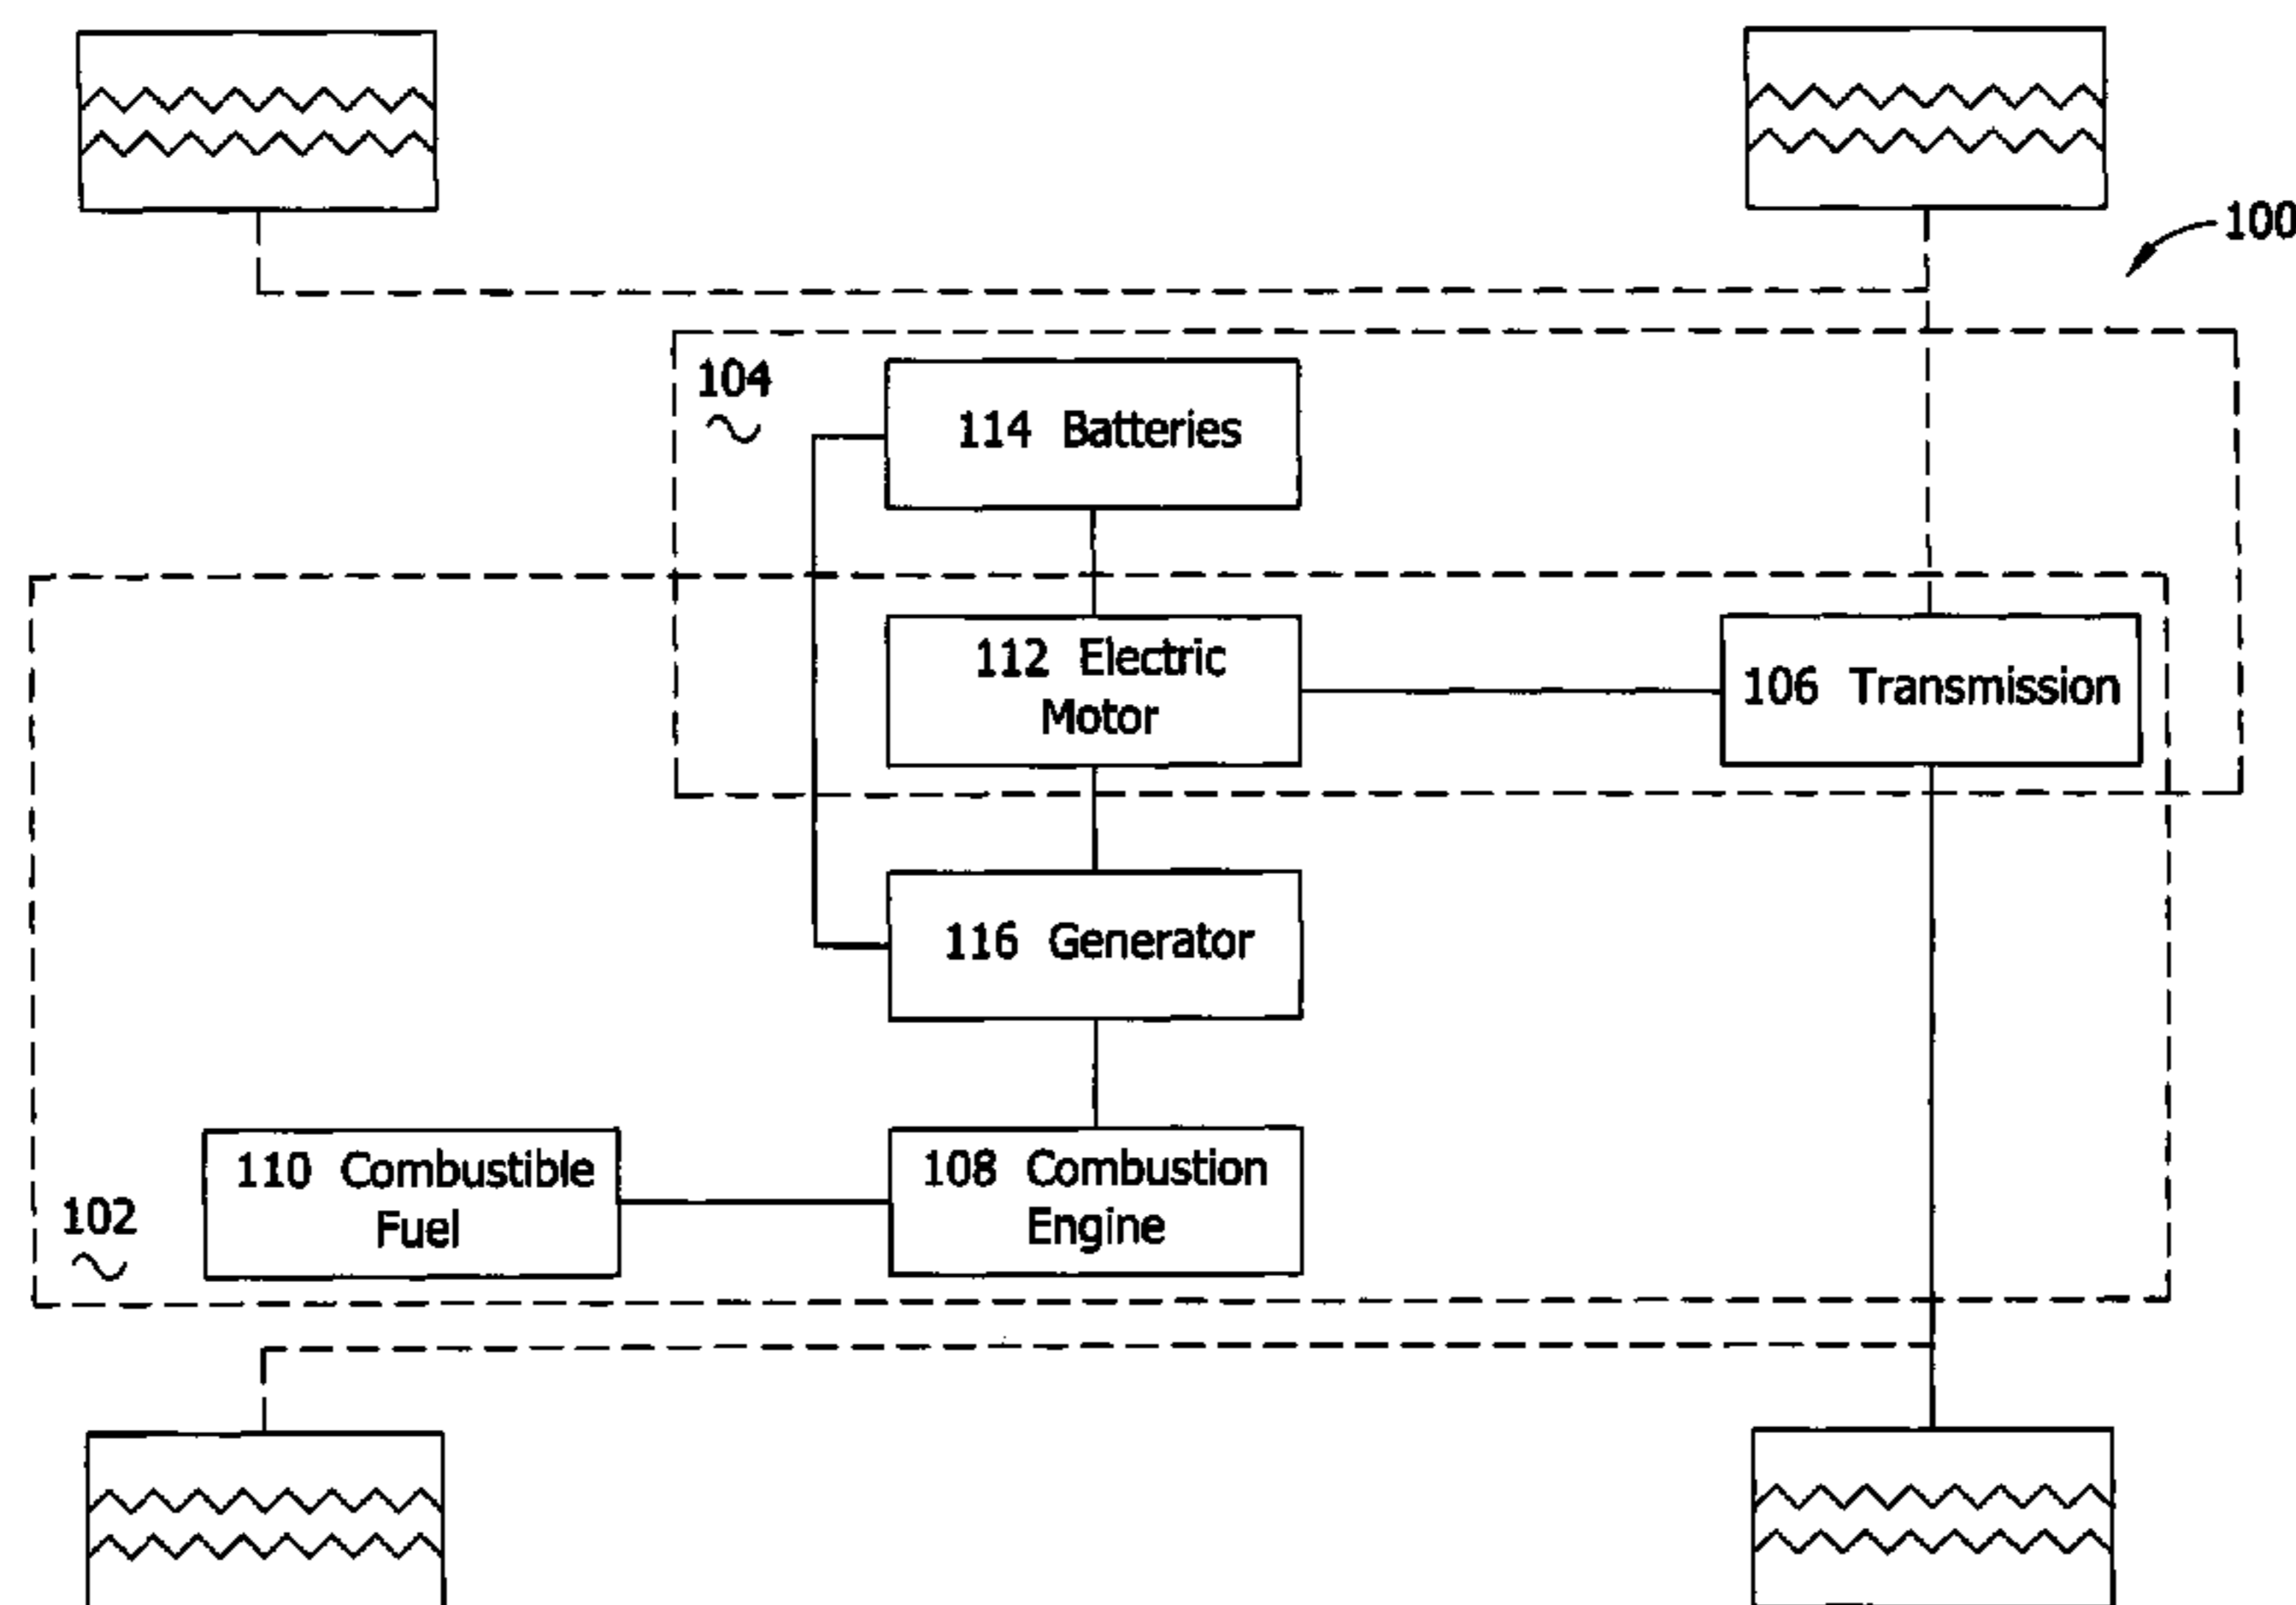 100
104
114 Batteries
112 Electric
Motor
106 Transmission
116 Generator
110 Combustible
Fuel
108 Combustion
Engine
102